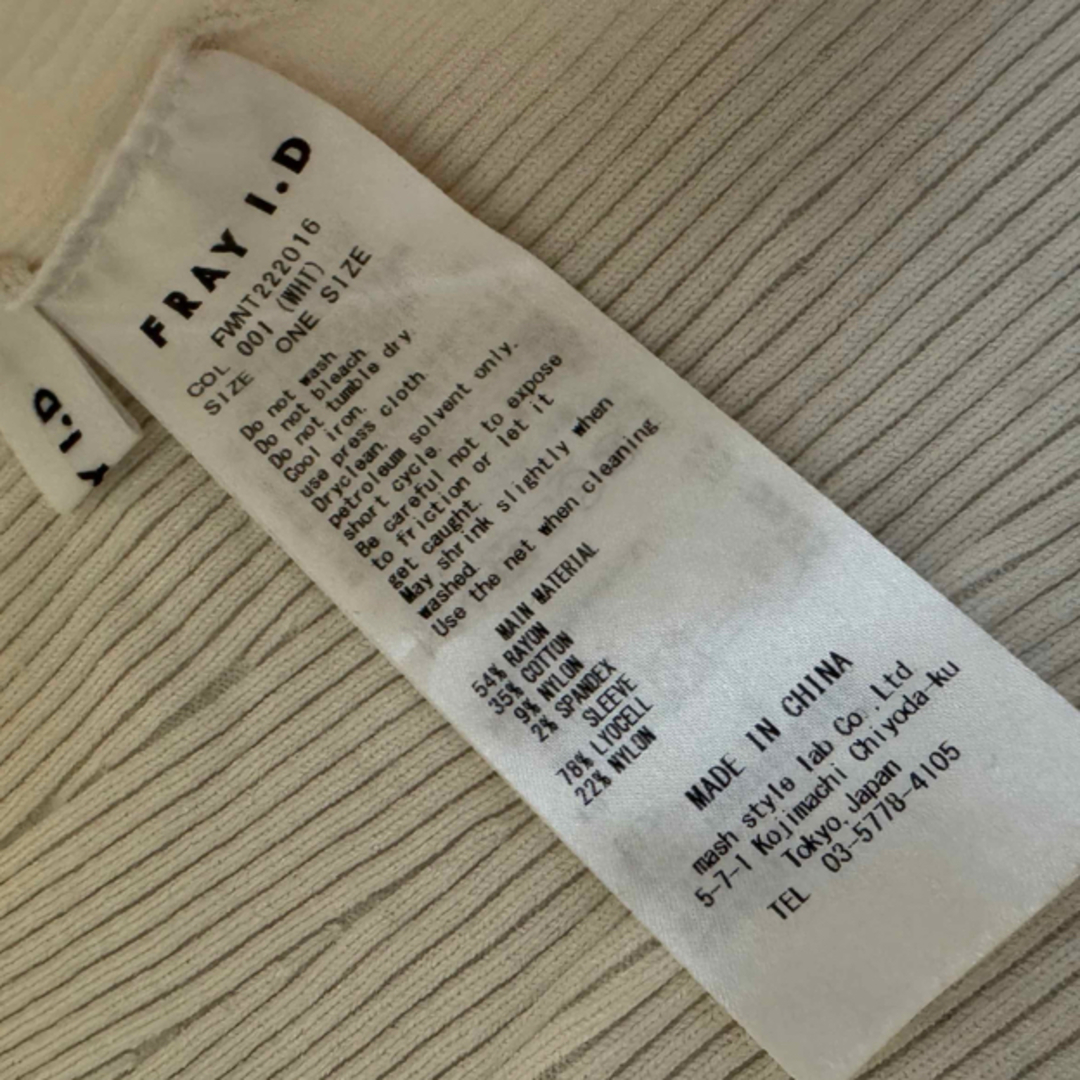 FRAY I.D
FWNT222016
COL 001 (WHT)
SIZE ONE SIZE
Do not wash
Do not bleach
Do not tumble dry
Cool iron.
use press cloth
Dryclean.
petroleum solvent only.
short cycle.
Be careful not to expose
to friction or let it
get caught.
May shrink slightly when
washed
Use the net when cleaning
MAIN MATERIAL
54% RAYON
35% COTTON
9% NYLON
2% SPANDEX
SLEEVE
78% LYOCELL
22% NYLON
MADE IN CHINA
mash style lab Co.,Ltd
5-7-1 Kojimachi Chiyoda-ku
Tokyo,Japan
TEL 03-5778-4105
Y I.D